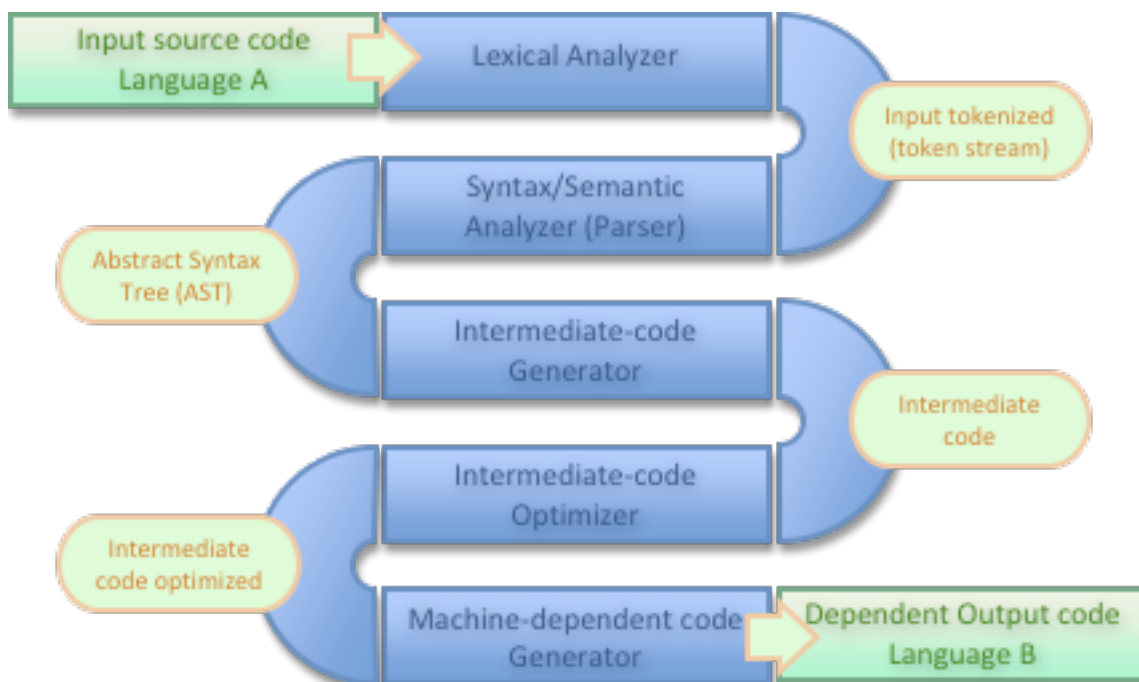 Input source code
Language A
Lexical Analyzer
Input tokenized
(token stream)
Syntax/Semantic
Analyzer (Parser)
Abstract Syntax
Tree (AST)
Intermediate-code
Generator
Intermediate
code
Intermediate-code
Optimizer
Intermediate
code optimized
Machine-dependent code
Generator
Dependent Output code
Language B